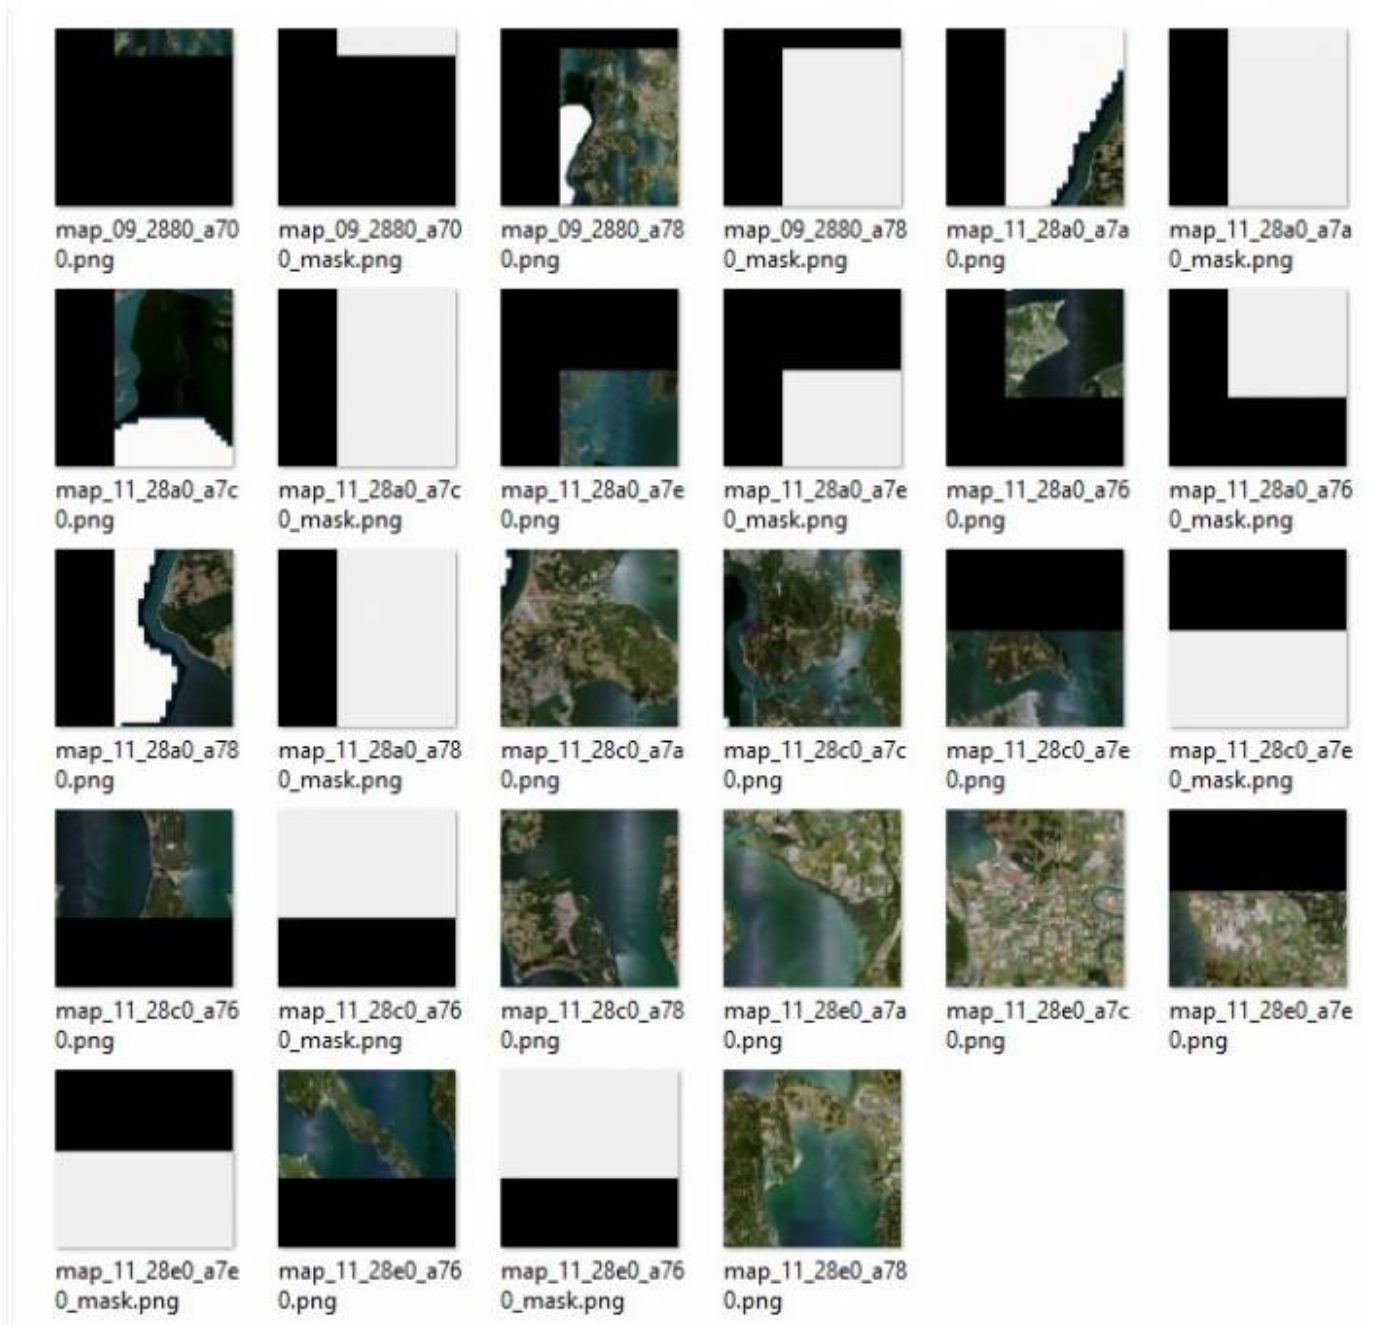 map_09_2880_a70
0.png
map_09_2880_a70
0_mask.png
map_09_2880_a78
0.png
map_09_2880_a78
0_mask.png
map_11_28a0_a7a
0.png
map_11_28a0_a7a
0_mask.png
map_11_28a0_a7c
0.png
map_11_28a0_a7c
0_mask.png
map_11_28a0_a7e
0.png
map_11_28a0_a7e
0_mask.png
map_11_28a0_a76
0.png
map_11_28a0_a76
0_mask.png
map_11_28a0_a78
0.png
map_11_28a0_a78
0_mask.png
map_11_28c0_a7a
0.png
map_11_28c0_a7c
0.png
map_11_28c0_a7e
0.png
map_11_28c0_a7e
0_mask.png
map_11_28c0_a76
0.png
map_11_28c0_a76
0_mask.png
map_11_28c0_a78
0.png
map_11_28e0_a7a
0.png
map_11_28e0_a7c
0.png
map_11_28e0_a7e
0.png
map_11_28e0_a7e
0_mask.png
map_11_28e0_a76
0.png
map_11_28e0_a76
0_mask.png
map_11_28e0_a78
0.png